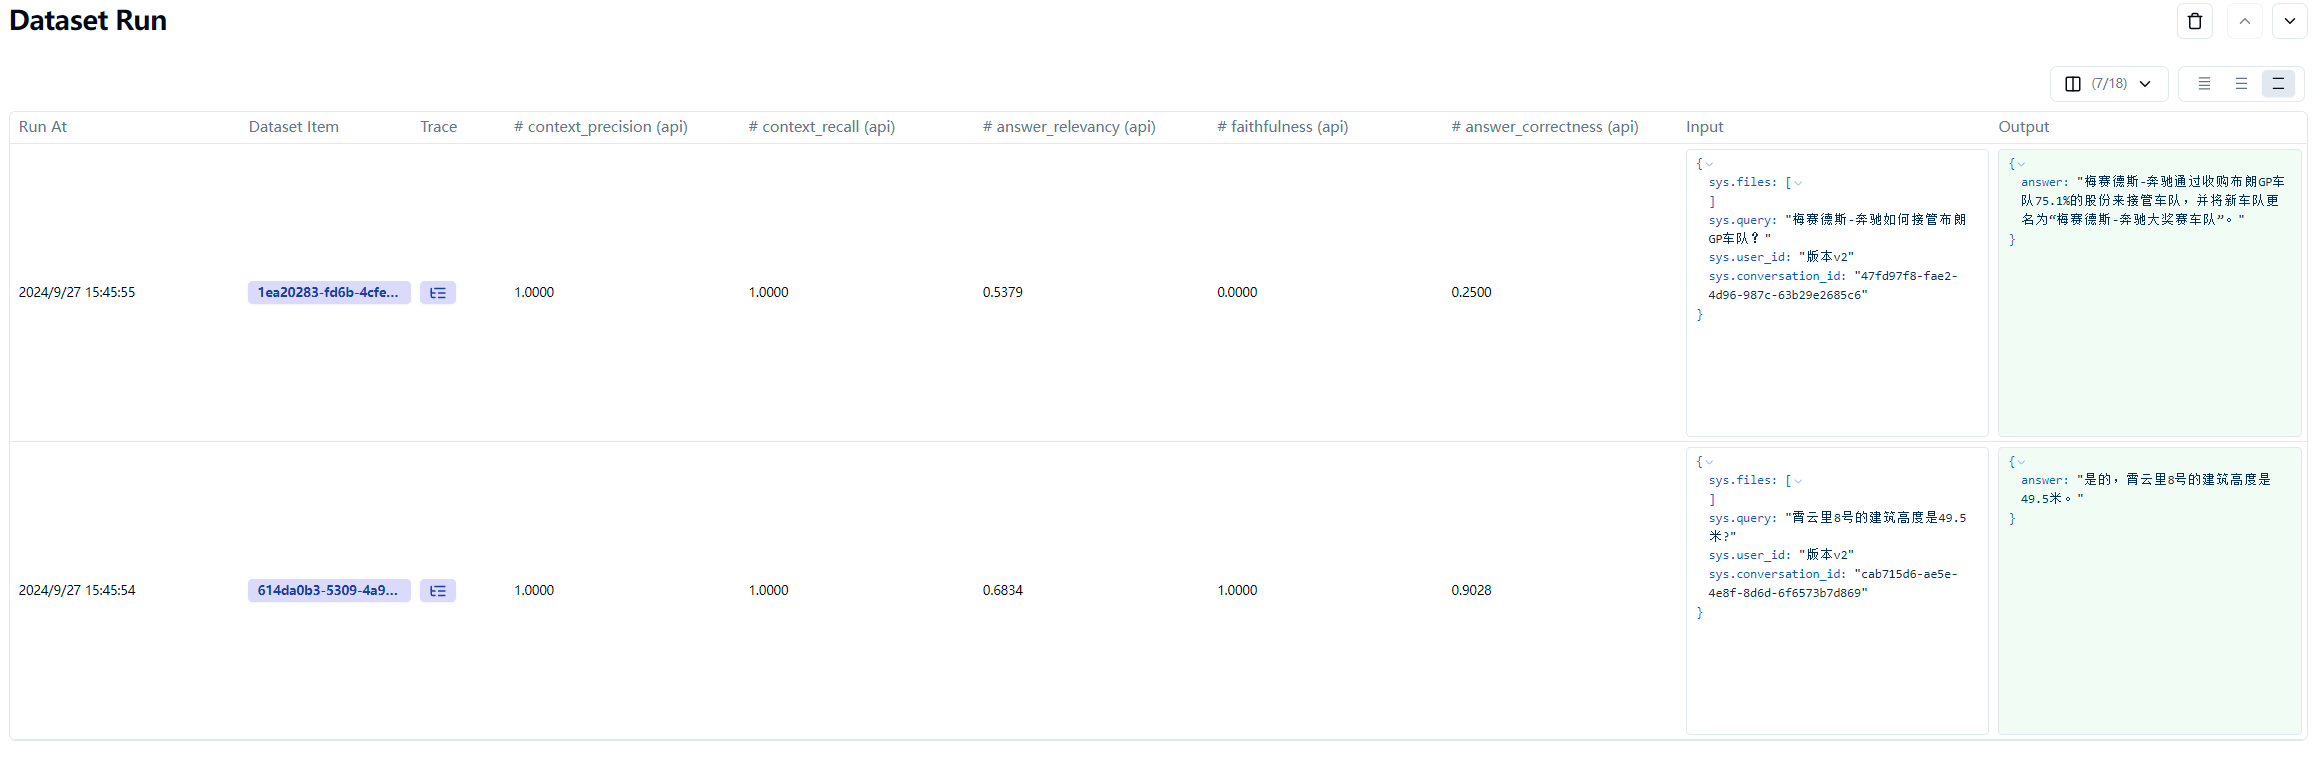 Dataset Run
(7/18)
Run At Dataset Item Trace # context_precision (api) # context_recall (api) # answer_relevancy (api) # faithfulness (api) # answer_correctness (api) Input Output
2024/9/27 15:45:55 1ea20283-fd6b-4cfe... 1.0000 1.0000 0.5379 0.0000 0.2500
{
sys.files: [
]
sys.query: "梅赛德斯-奔驰如何接管布朗
GP车队？"
sys.user_id: "版本v2"
sys.conversation_id: "47fd97f8-fae2-
4d96-987c-63b29e2685c6"
}
{
answer: "梅赛德斯-奔驰通过收购布朗GP车
队75.1%的股份来接管车队，并将新车队更
名为“梅赛德斯-奔驰大奖赛车队”。"
}
2024/9/27 15:45:54 614da0b3-5309-4a9... 1.0000 1.0000 0.6834 1.0000 0.9028
{
sys.files: [
]
sys.query: "霄云里8号的建筑高度是49.5
米?"
sys.user_id: "版本v2"
sys.conversation_id: "cab715d6-ae5e-
4e8f-8d6d-6f6573b7d869"
}
{
answer: "是的，霄云里8号的建筑高度是
49.5米。"
}